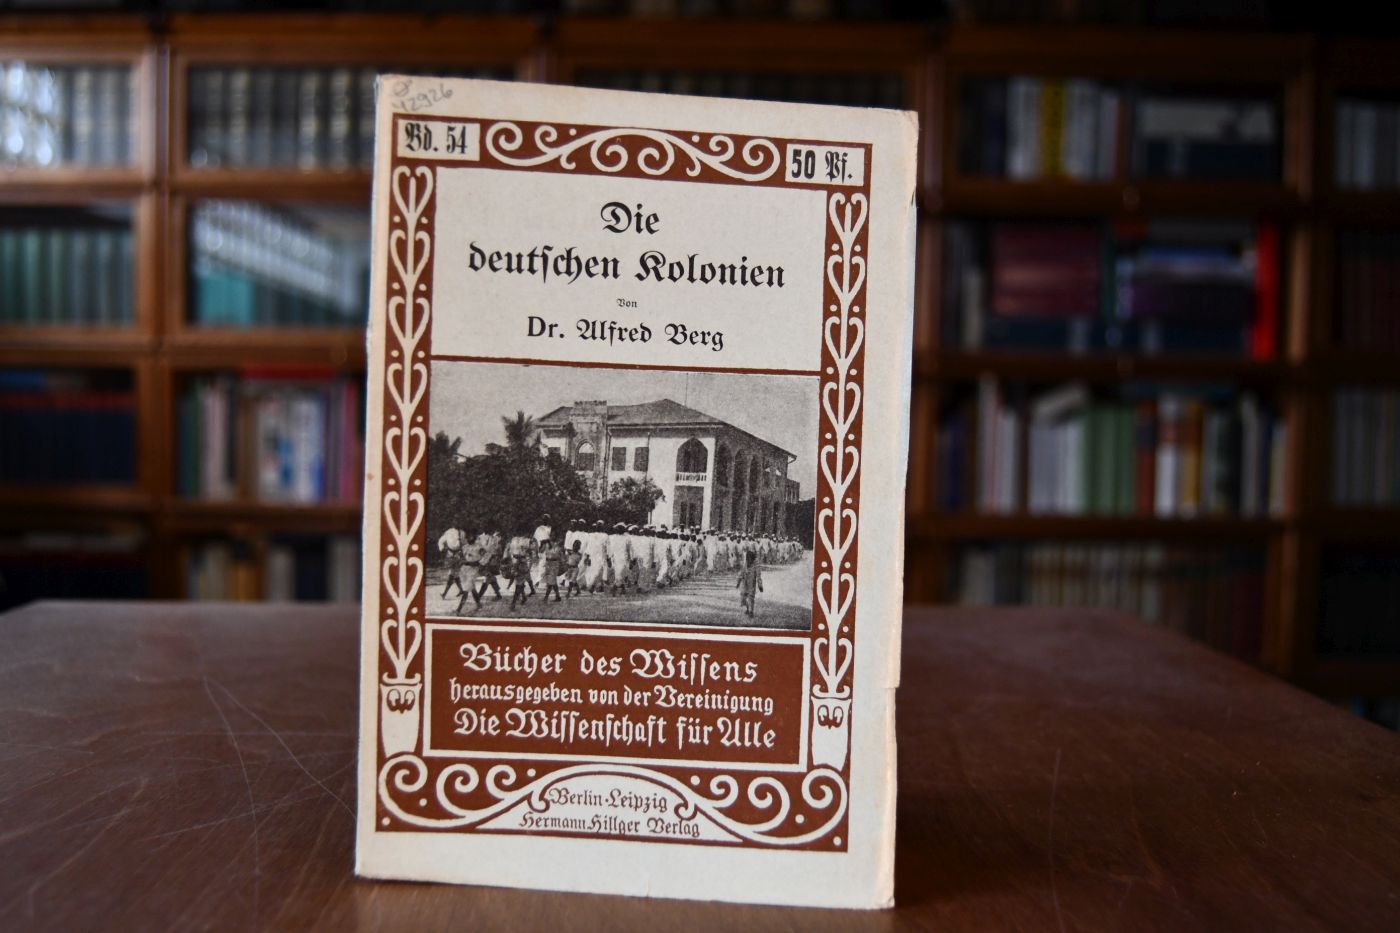 42926
Bd. 54
50 Pf.
Die
deutſchen Kolonien
Von
Dr. Alfred Berg
Bücher des Wiſſens
herausgegeben von der Vereinigung
Die Wiſſenſchaft für Alle
Berlin-Leipzig
Hermann Hillger Verlag